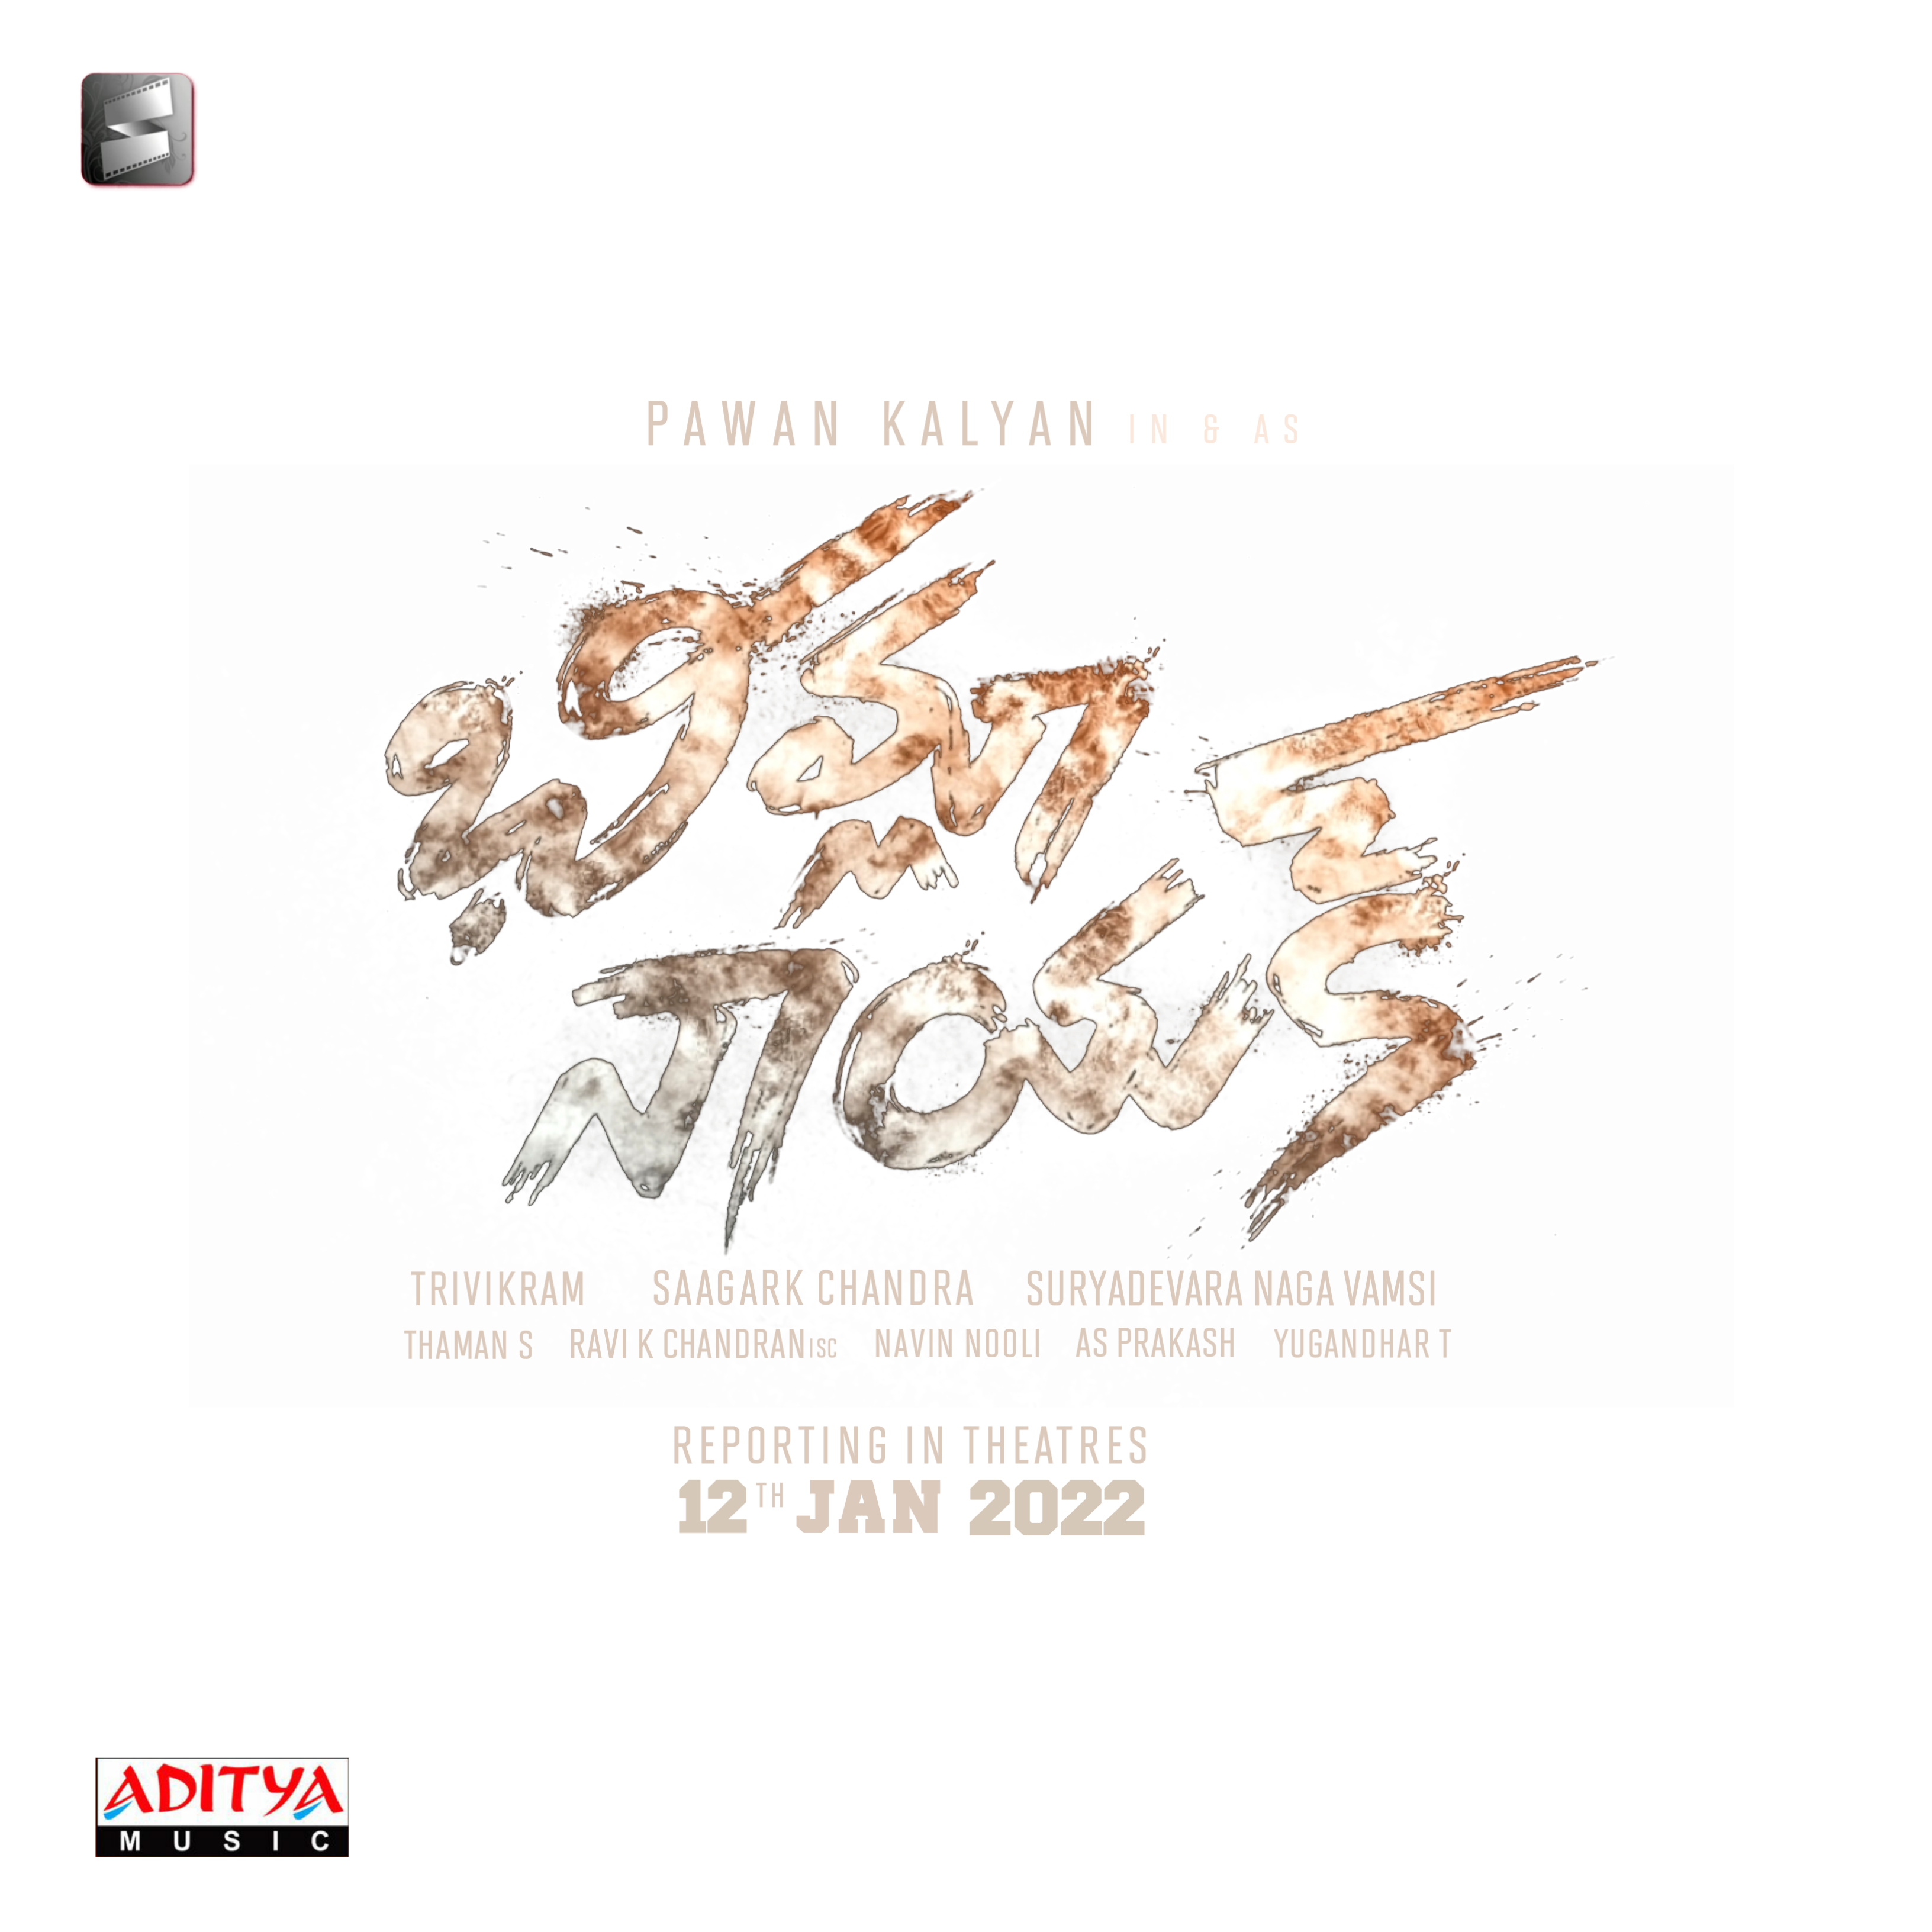 PAWAN KALYAN IN & AS
భీమ్లా
నాయక్
TRIVIKRAM SAAGARK CHANDRA SURYADEVARA NAGA VAMSI
THAMAN S RAVI K CHANDRAN ISC NAVIN NOOLI AS PRAKASH YUGANDHAR T
REPORTING IN THEATRES
12TH JAN 2022
ADITYA
MUSIC